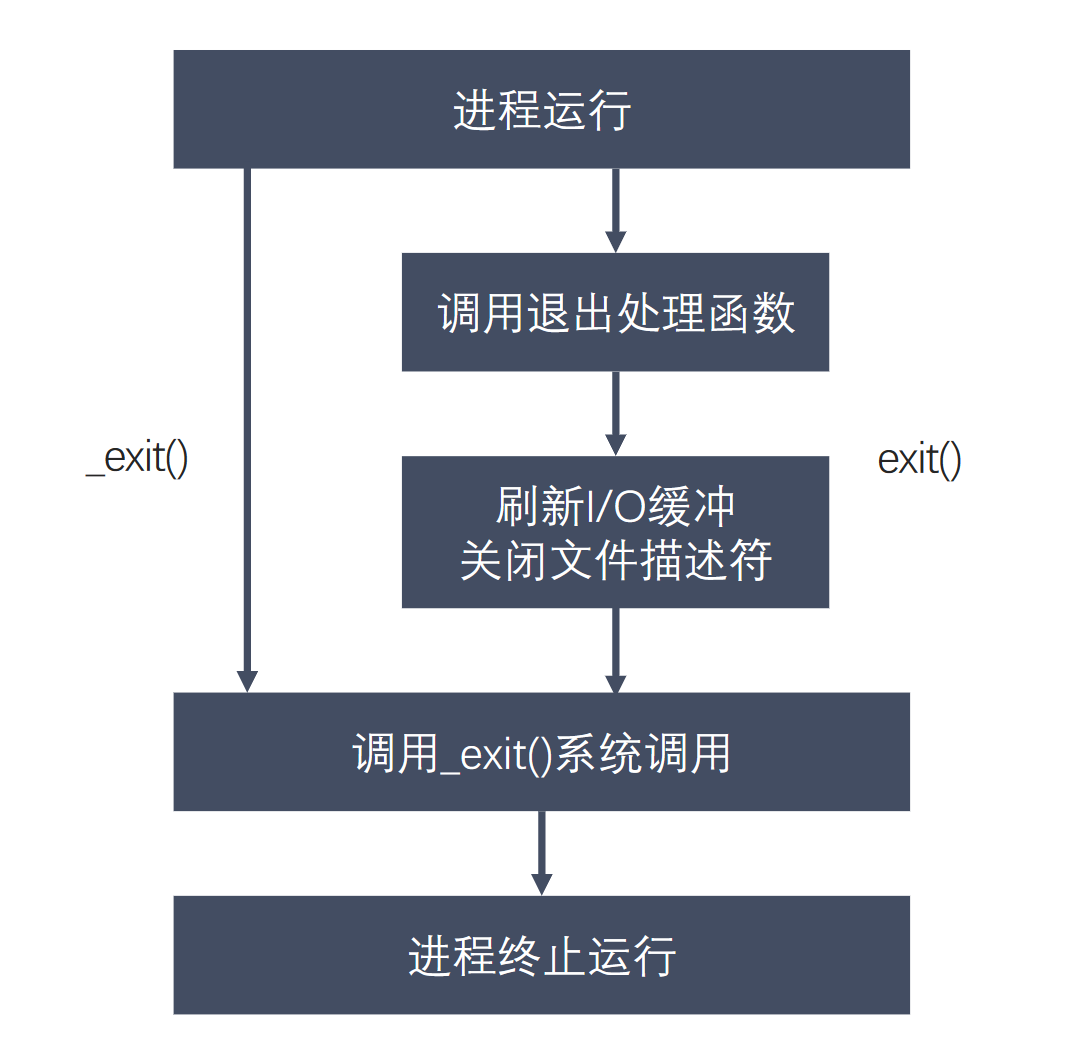 进程运行
调用退出处理函数
_exit()
exit()
刷新I/O缓冲
关闭文件描述符
调用_exit()系统调用
进程终止运行